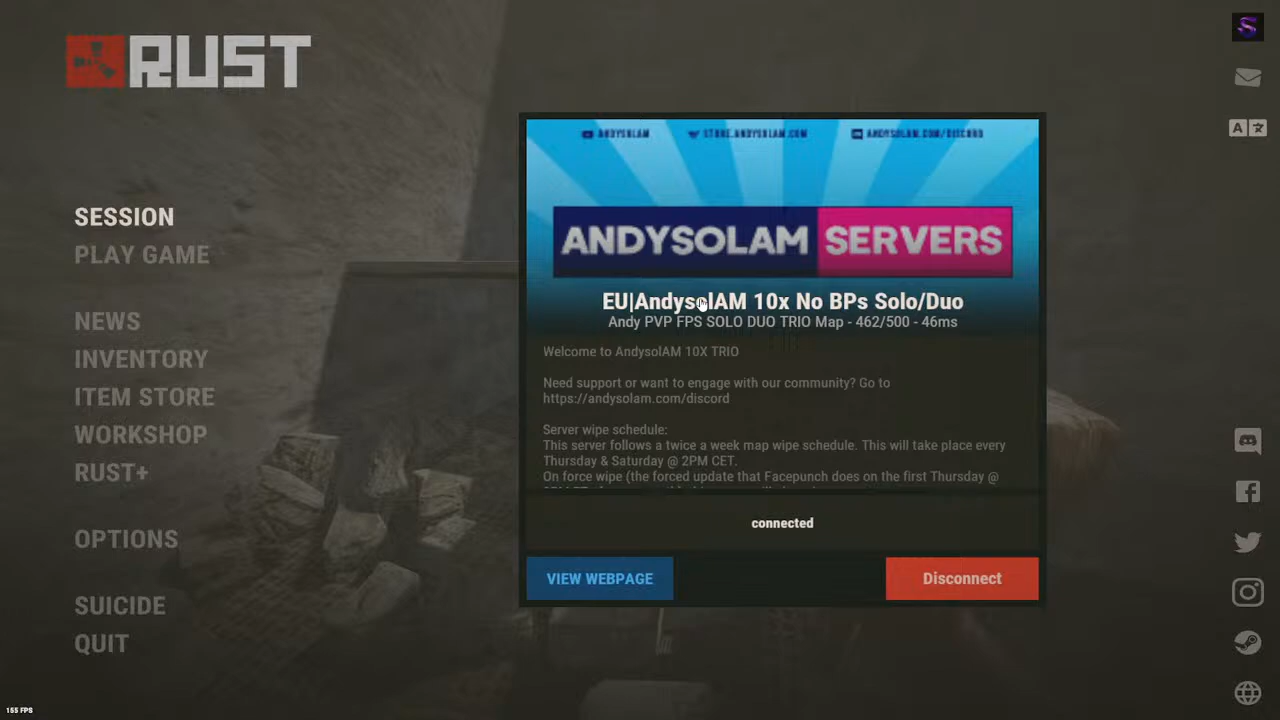 RUST
SESSION
PLAY GAME
NEWS
INVENTORY
ITEM STORE
WORKSHOP
RUST+
OPTIONS
SUICIDE
QUIT
155 FPS
ANDYSOLAM STORE.ANDYSOLAM.COM ANDYSOLAM.COM/DISCORD
ANDYSOLAM SERVERS
EU|AndysolAM 10x No BPs Solo/Duo
Andy PVP FPS SOLO DUO TRIO Map - 462/500 - 46ms
Welcome to AndysolAM 10X TRIO
Need support or want to engage with our community? Go to
https://andysolam.com/discord
Server wipe schedule:
This server follows a twice a week map wipe schedule. This will take place every
Thursday & Saturday @ 2PM CET.
On force wipe (the forced update that Facepunch does on the first Thursday @
connected
VIEW WEBPAGE
Disconnect